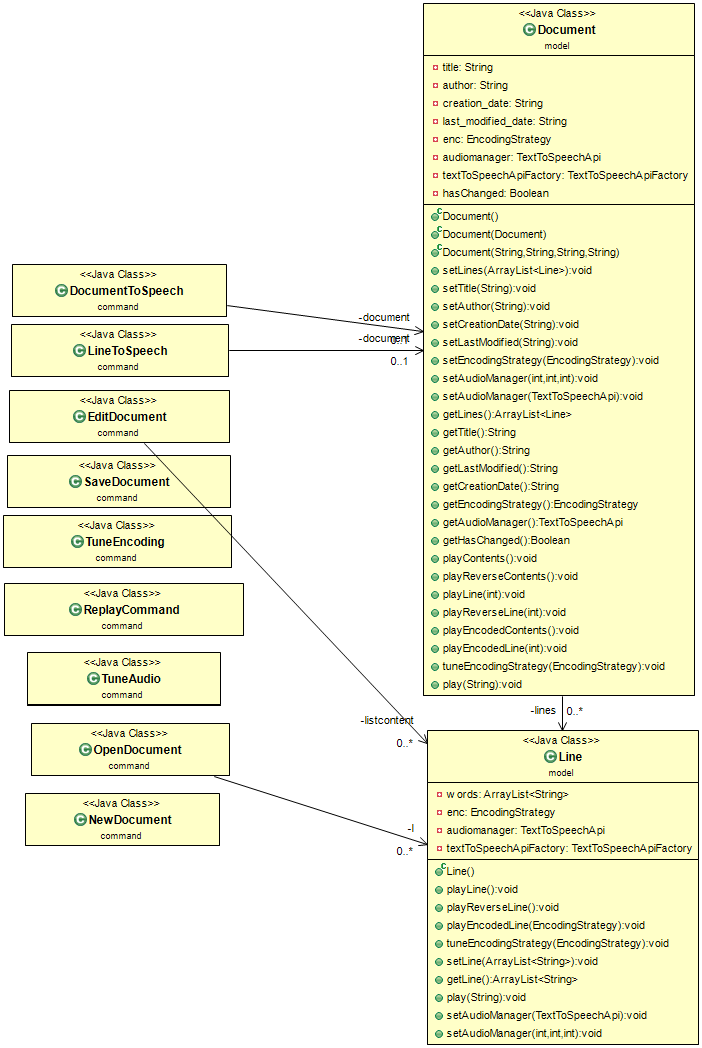 <<Java Class>>
Document
model
title: String
author: String
creation_date: String
last_modified_date: String
enc: EncodingStrategy
audiomanager: TextToSpeechApi
textToSpeechApiFactory: TextToSpeechApiFactory
hasChanged: Boolean
Document()
Document(Document)
Document(String,String,String,String)
setLines(ArrayList<Line>):void
setTitle(String):void
setAuthor(String):void
setCreationDate(String):void
setLastModified(String):void
setEncodingStrategy(EncodingStrategy):void
setAudioManager(int,int,int):void
setAudioManager(TextToSpeechApi):void
getLines():ArrayList<Line>
getTitle():String
getAuthor():String
getLastModified():String
getCreationDate():String
getEncodingStrategy():EncodingStrategy
getAudioManager():TextToSpeechApi
getHasChanged():Boolean
playContents():void
playReverseContents():void
playLine(int):void
playReverseLine(int):void
playEncodedContents():void
playEncodedLine(int):void
tuneEncodingStrategy(EncodingStrategy):void
play(String):void
<<Java Class>>
DocumentToSpeech
command
-document
0..1
<<Java Class>>
LineToSpeech
command
-document
0..1
<<Java Class>>
EditDocument
command
<<Java Class>>
SaveDocument
command
<<Java Class>>
TuneEncoding
command
<<Java Class>>
ReplayCommand
command
<<Java Class>>
TuneAudio
command
<<Java Class>>
OpenDocument
command
<<Java Class>>
NewDocument
command
-lines
0..*
-listcontent
0..*
-l
0..*
<<Java Class>>
Line
model
words: ArrayList<String>
enc: EncodingStrategy
audiomanager: TextToSpeechApi
textToSpeechApiFactory: TextToSpeechApiFactory
Line()
playLine():void
playReverseLine():void
playEncodedLine(EncodingStrategy):void
tuneEncodingStrategy(EncodingStrategy):void
setLine(ArrayList<String>):void
getLine():ArrayList<String>
play(String):void
setAudioManager(TextToSpeechApi):void
setAudioManager(int,int,int):void